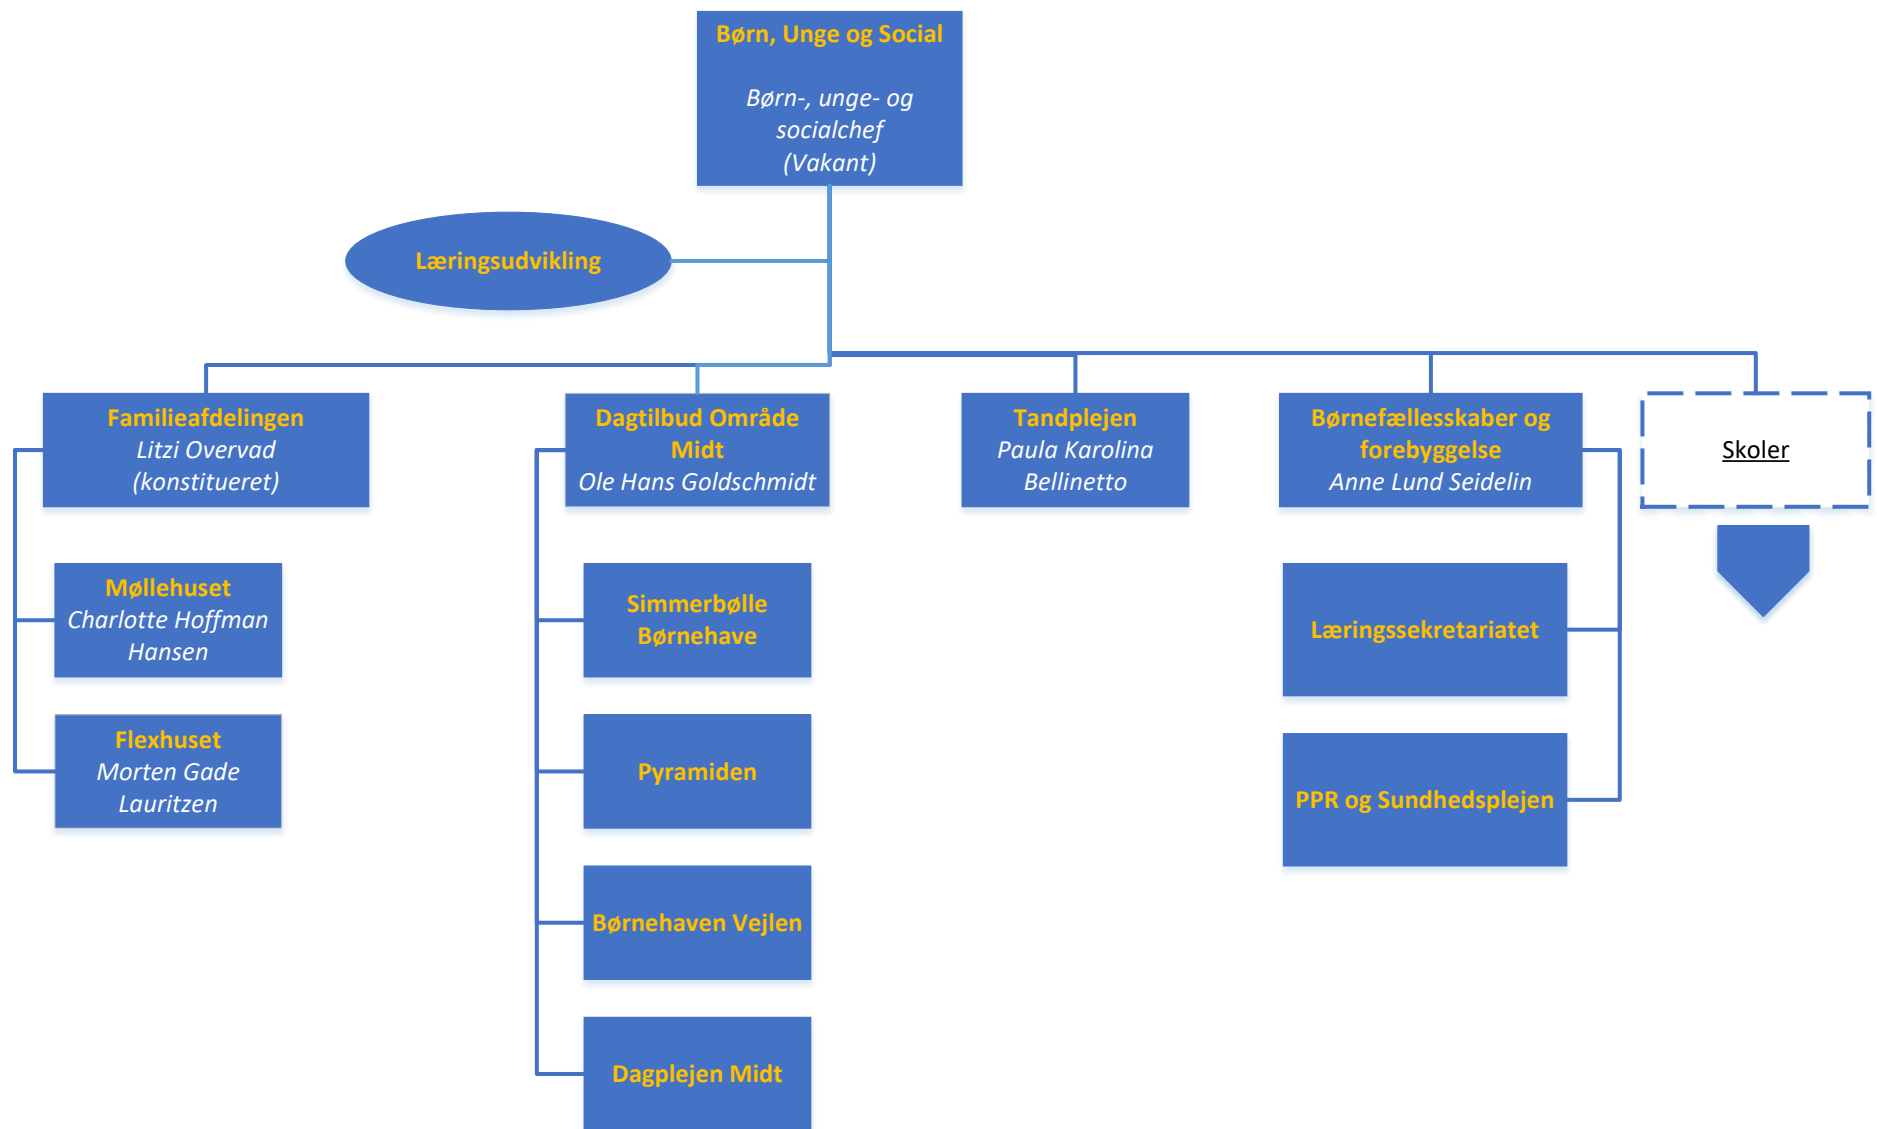 Børn, Unge og Social
Børn-, unge- og
socialchef
(Vakant)
Læringsudvikling
Familieafdelingen
Litzi Overvad
(konstitueret)
Dagtilbud Område
Midt
Ole Hans Goldschmidt
Tandplejen
Paula Karolina
Bellinetto
Børnefællesskaber og
forebyggelse
Anne Lund Seidelin
Skoler
Møllehuset
Charlotte Hoffman
Hansen
Flexhuset
Morten Gade
Lauritzen
Simmerbølle
Børnehave
Pyramiden
Børnehaven Vejlen
Dagplejen Midt
Læringssekretariatet
PPR og Sundhedsplejen